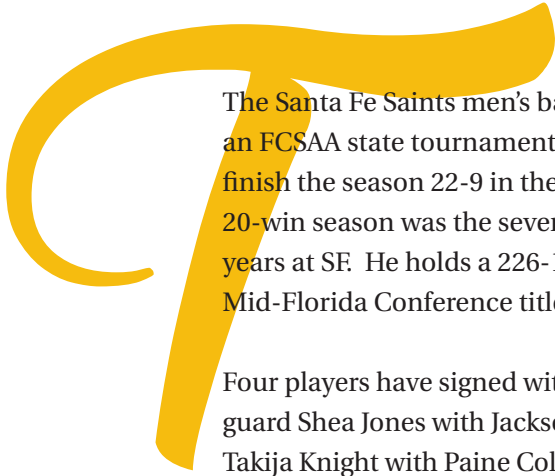 T
The Santa Fe Saints men's ba
an FCSAA state tournament
finish the season 22-9 in the
20-win season was the seven
years at SF.  He holds a 226-1
Mid-Florida Conference title
Four players have signed wit
guard Shea Jones with Jackso
Takija Knight with Paine Col